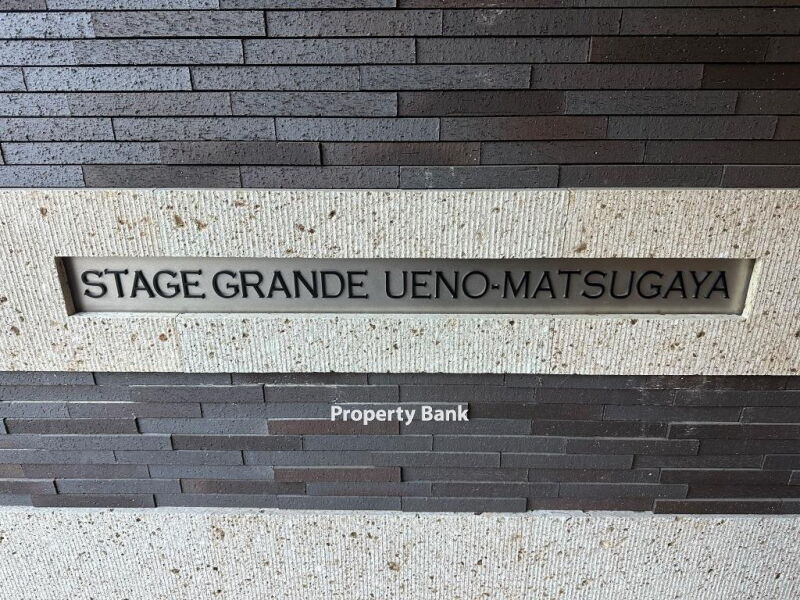 STAGE GRANDE UENO-MATSUGAYA
Property Bank